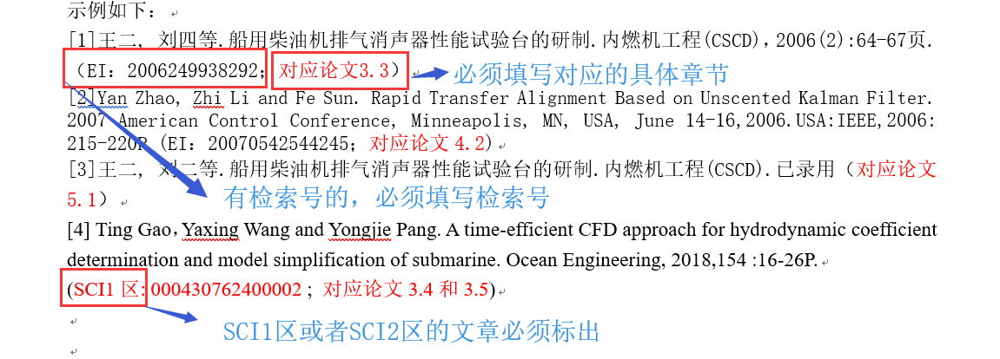 示例如下：
[1]王二, 刘四等.船用柴油机排气消声器性能试验台的研制.内燃机工程(CSCD)，2006(2):64-67页.
（EI：2006249938292；对应论文3.3） 必须填写对应的具体章节
[2]Yan Zhao, Zhi Li and Fe Sun. Rapid Transfer Alignment Based on Unscented Kalman Filter.
2007 American Control Conference, Minneapolis, MN, USA, June 14-16,2006.USA:IEEE,2006:
215-220P (EI：20070542544245；对应论文 4.2)
[3]王二, 刘二等.船用柴油机排气消声器性能试验台的研制.内燃机工程(CSCD).已录用（对应论文
5.1）
有检索号的，必须填写检索号
[4] Ting Gao，Yaxing Wang and Yongjie Pang. A time-efficient CFD approach for hydrodynamic coefficient
determination and model simplification of submarine. Ocean Engineering, 2018,154 :16-26P.
(SCI1 区: 000430762400002 ; 对应论文 3.4 和 3.5)
SCI1区或者SCI2区的文章必须标出